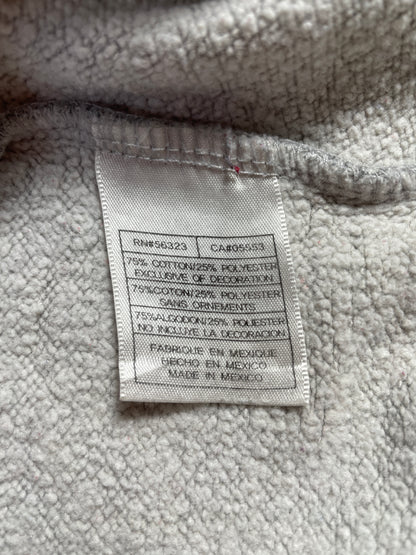 RN#56323 CA#05553
75% COTTON/25% POLYESTER
EXCLUSIVE OF DECORATION
75%COTON/25% POLYESTER
SANS ORNEMENTS
75%ALGODON/25% POLIESTER
NO INCLUYE LA DECORACION
FABRIQUE EN MEXIQUE
HECHO EN MEXICO
MADE IN MEXICO